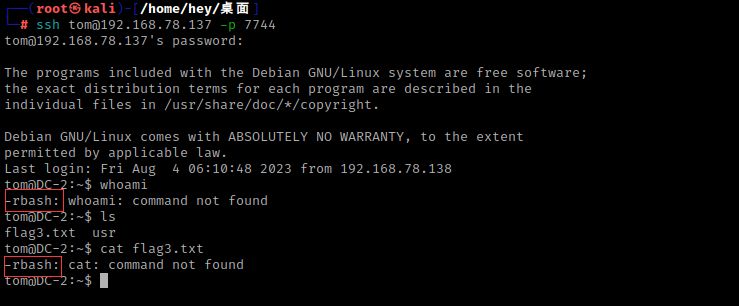 ┌──(root㉿kali)-[/home/hey/桌面]
└─# ssh tom@192.168.78.137 -p 7744
tom@192.168.78.137's password:
The programs included with the Debian GNU/Linux system are free software;
the exact distribution terms for each program are described in the
individual files in /usr/share/doc/*/copyright.
Debian GNU/Linux comes with ABSOLUTELY NO WARRANTY, to the extent
permitted by applicable law.
Last login: Fri Aug  4 06:10:48 2023 from 192.168.78.138
tom@DC-2:~$ whoami
-rbash: whoami: command not found
tom@DC-2:~$ ls
flag3.txt  usr
tom@DC-2:~$ cat flag3.txt
-rbash: cat: command not found
tom@DC-2:~$